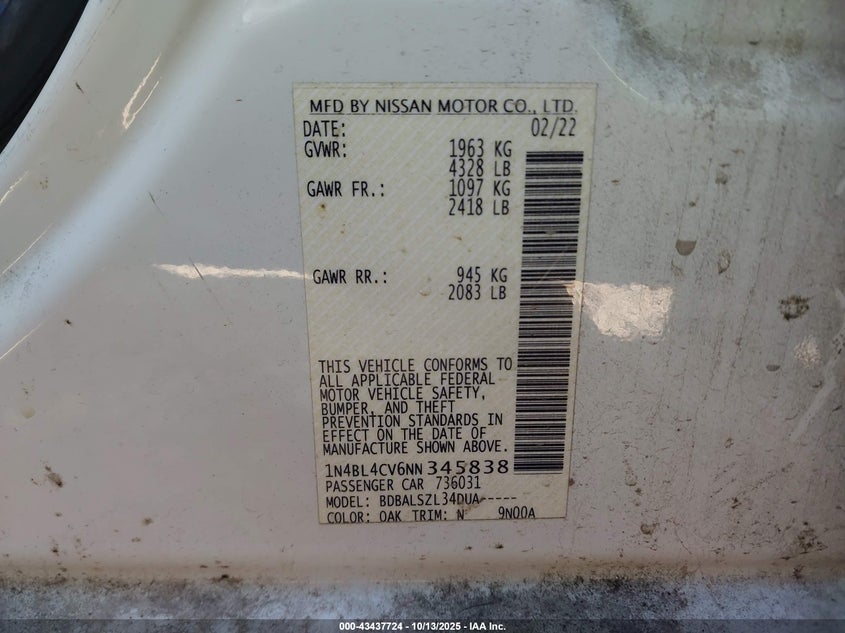 MFD BY NISSAN MOTOR CO., LTD.
DATE: 02/22
GVWR: 1963 KG
4328 LB
GAWR FR.: 1097 KG
2418 LB
GAWR RR.: 945 KG
2083 LB
THIS VEHICLE CONFORMS TO
ALL APPLICABLE FEDERAL
MOTOR VEHICLE SAFETY,
BUMPER, AND THEFT
PREVENTION STANDARDS IN
EFFECT ON THE DATE OF
MANUFACTURE SHOWN ABOVE.
1N4BL4CV6NN345838
PASSENGER CAR 736031
MODEL: BDBALSZL34DUA-----
COLOR: QAK TRIM: N 9N00A
000-43437724 - 10/13/2025 - IAA Inc.